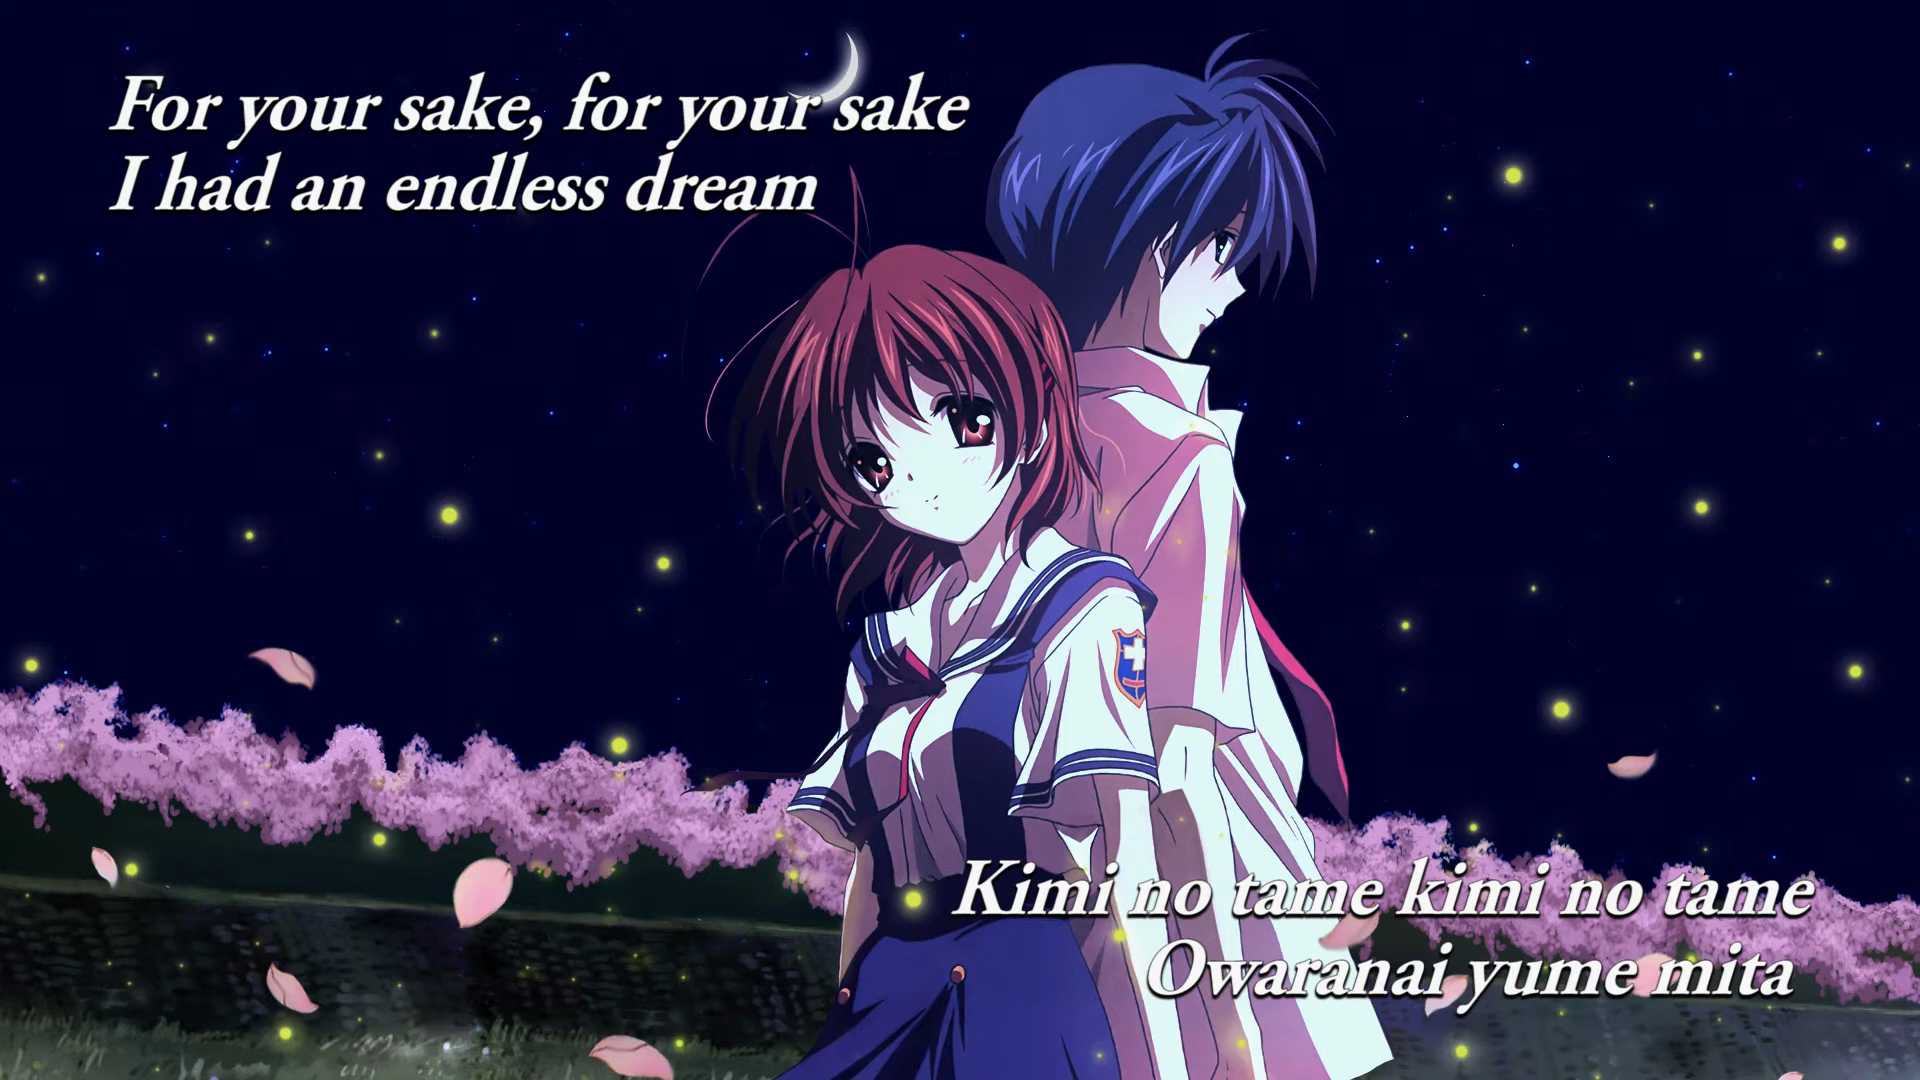 For your sake, for your sake
I had an endless dream
Kimi no tame kimi no tame
Owaranai yume mita